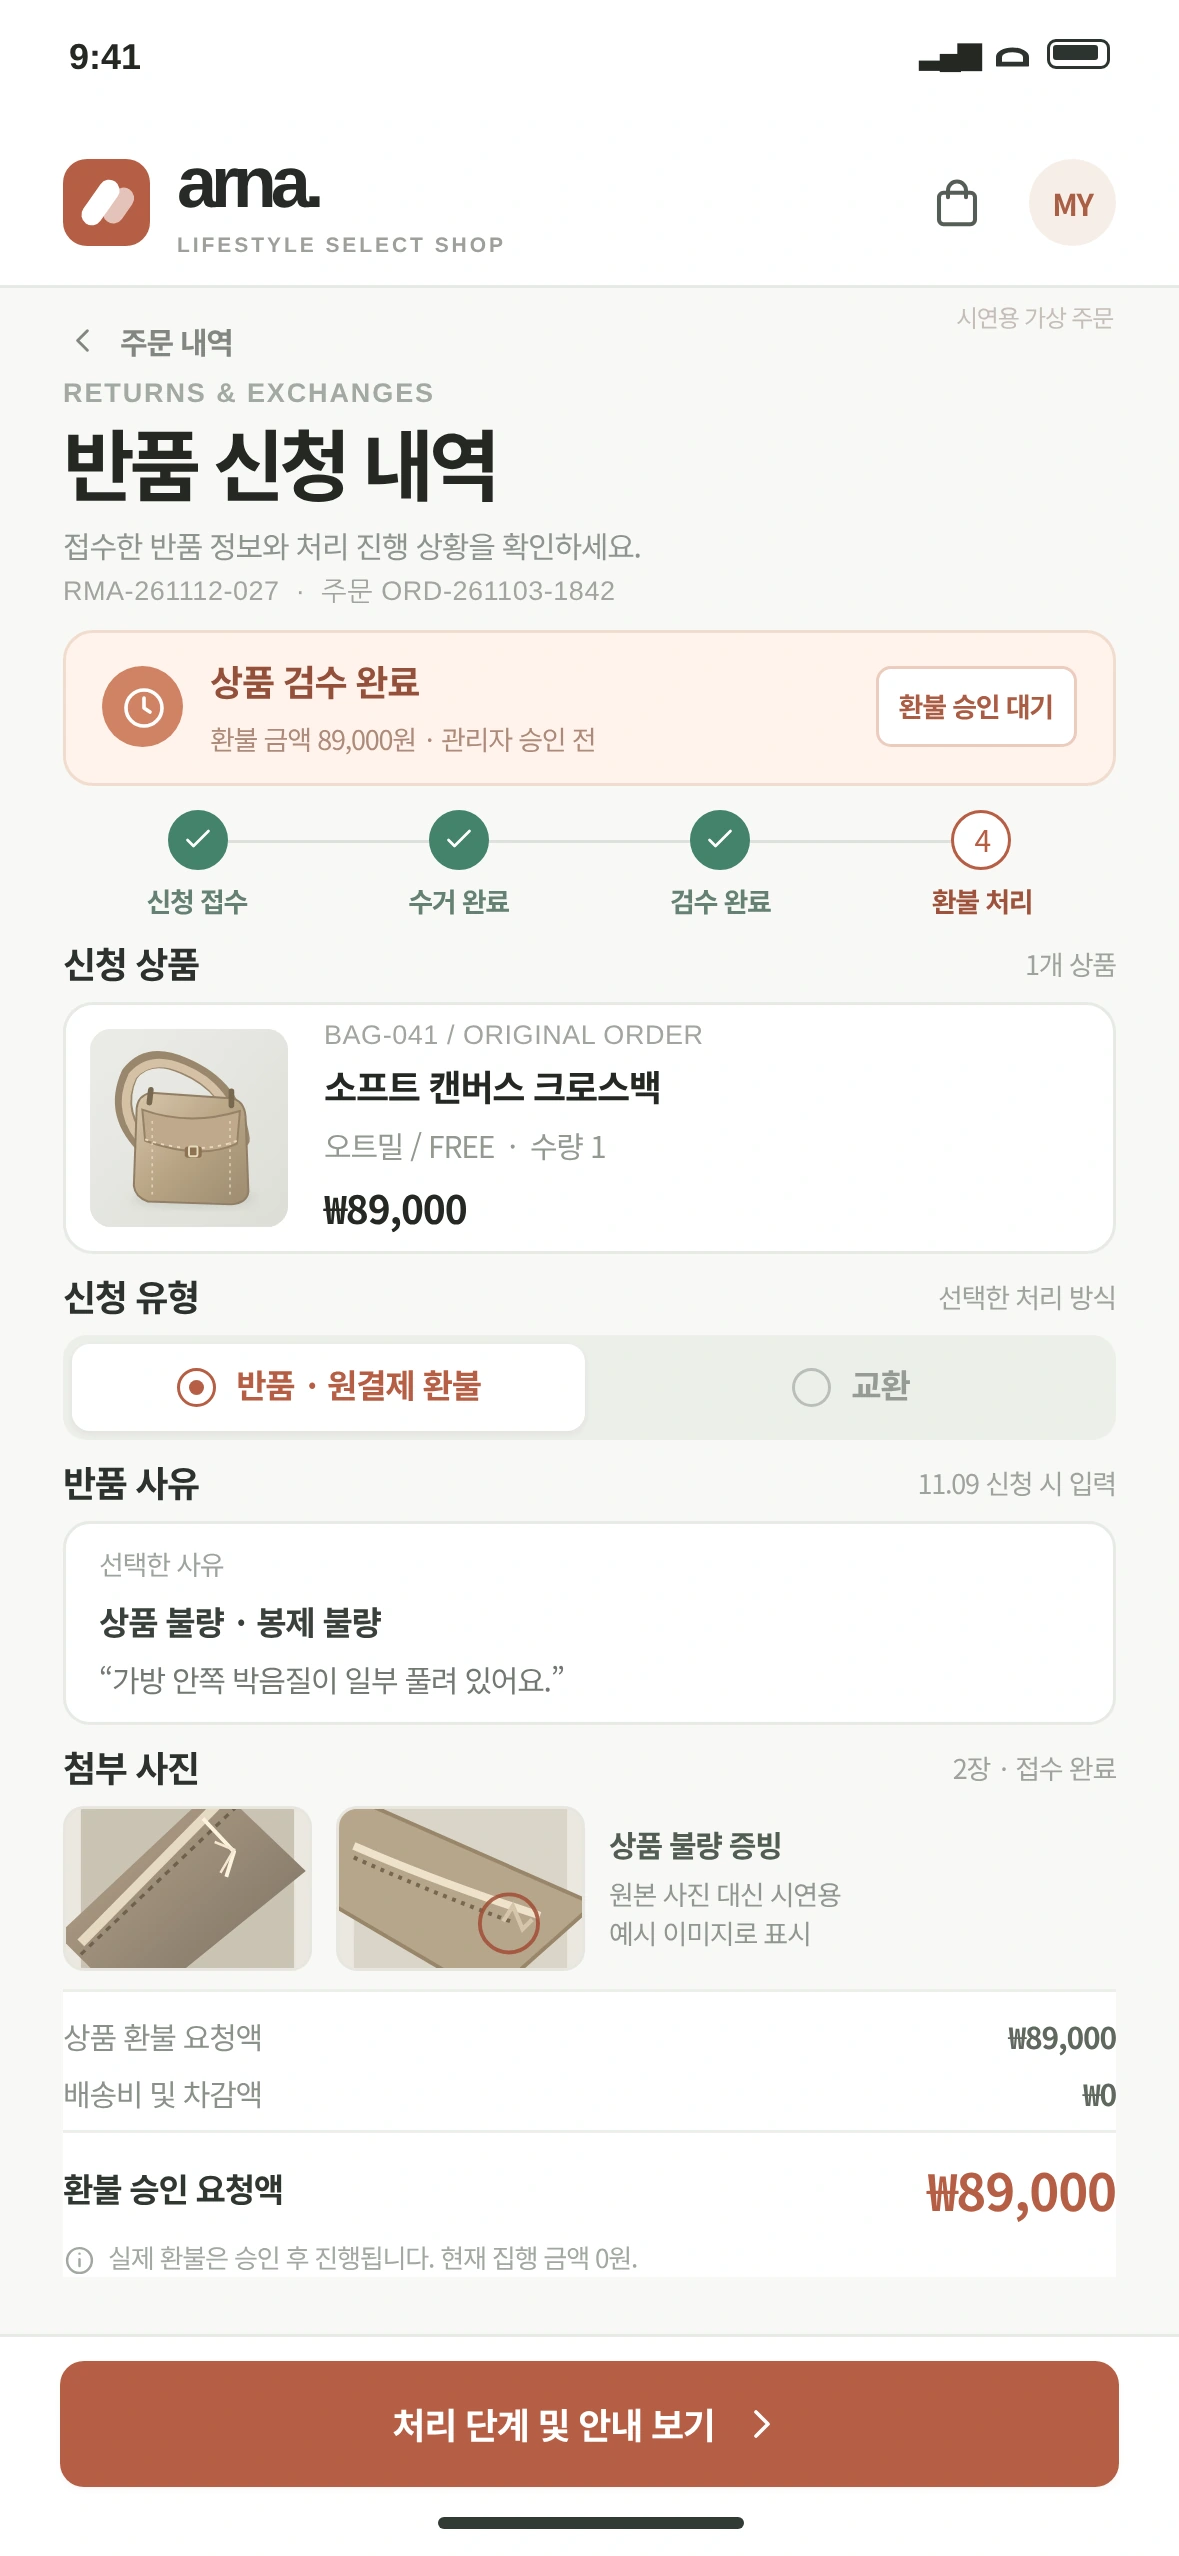 9:41
arna.
LIFESTYLE SELECT SHOP
MY
시연용 가상 주문
주문 내역
RETURNS & EXCHANGES
반품 신청 내역
접수한 반품 정보와 처리 진행 상황을 확인하세요.
RMA-261112-027 · 주문 ORD-261103-1842
상품 검수 완료
환불 금액 89,000원 · 관리자 승인 전
환불 승인 대기
4
신청 접수 수거 완료 검수 완료 환불 처리
신청 상품 1개 상품
BAG-041 / ORIGINAL ORDER
소프트 캔버스 크로스백
오트밀 / FREE · 수량 1
₩89,000
신청 유형 선택한 처리 방식
반품 · 원결제 환불 교환
반품 사유 11.09 신청 시 입력
선택한 사유
상품 불량 · 봉제 불량
“가방 안쪽 박음질이 일부 풀려 있어요.”
첨부 사진 2장 · 접수 완료
상품 불량 증빙
원본 사진 대신 시연용
예시 이미지로 표시
상품 환불 요청액 ₩89,000
배송비 및 차감액 ₩0
환불 승인 요청액 ₩89,000
실제 환불은 승인 후 진행됩니다. 현재 집행 금액 0원.
처리 단계 및 안내 보기